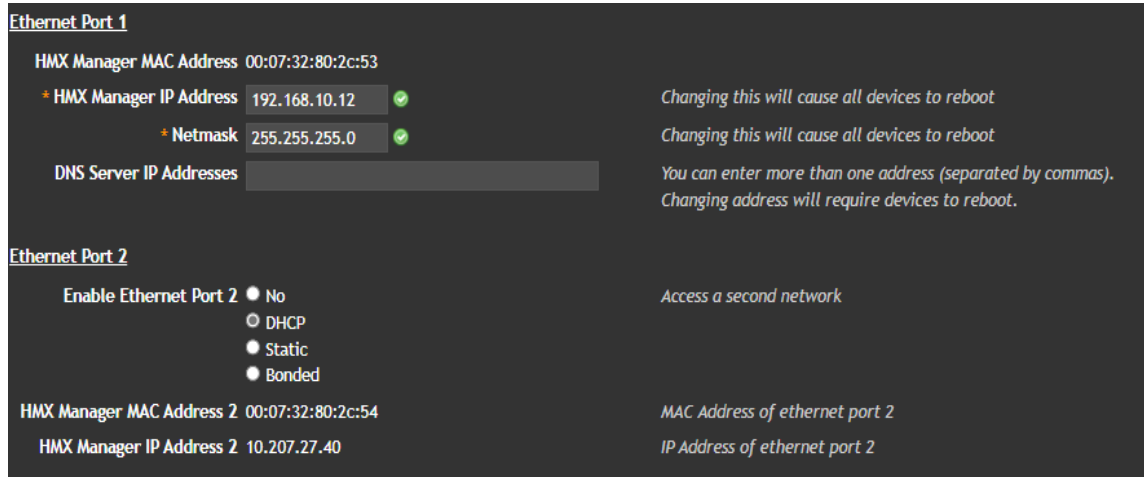 Ethernet Port 1
HMX Manager MAC Address 00:07:32:80:2c:53
* HMX Manager IP Address 192.168.10.12 Changing this will cause all devices to reboot
* Netmask 255.255.255.0 Changing this will cause all devices to reboot
DNS Server IP Addresses You can enter more than one address (separated by commas).
Changing address will require devices to reboot.
Ethernet Port 2
Enable Ethernet Port 2 No Access a second network
DHCP
Static
Bonded
HMX Manager MAC Address 2 00:07:32:80:2c:54 MAC Address of ethernet port 2
HMX Manager IP Address 2 10.207.27.40 IP Address of ethernet port 2